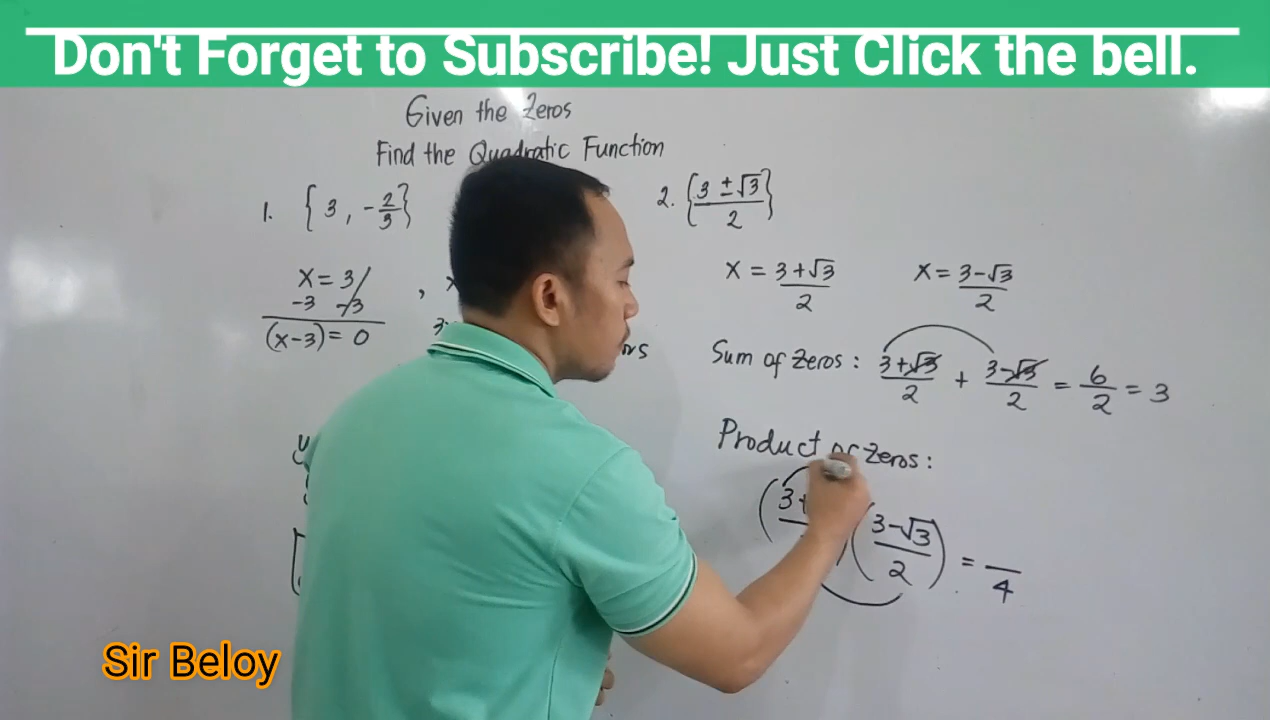 Don't Forget to Subscribe! Just Click the bell.
Given the Zeros
Find the Quadratic Function
1. { 3 , -2/3 }
2. { 3 ± √3 / 2 }
x = 3
-3 -3
(x-3) = 0
,
x = 3+√3 / 2
x = 3-√3 / 2
Sum of Zeros : 3+√3 / 2 + 3-√3 / 2 = 6/2 = 3
Product of Zeros :
(3+ ) (3-√3 / 2) = /4
Sir Beloy